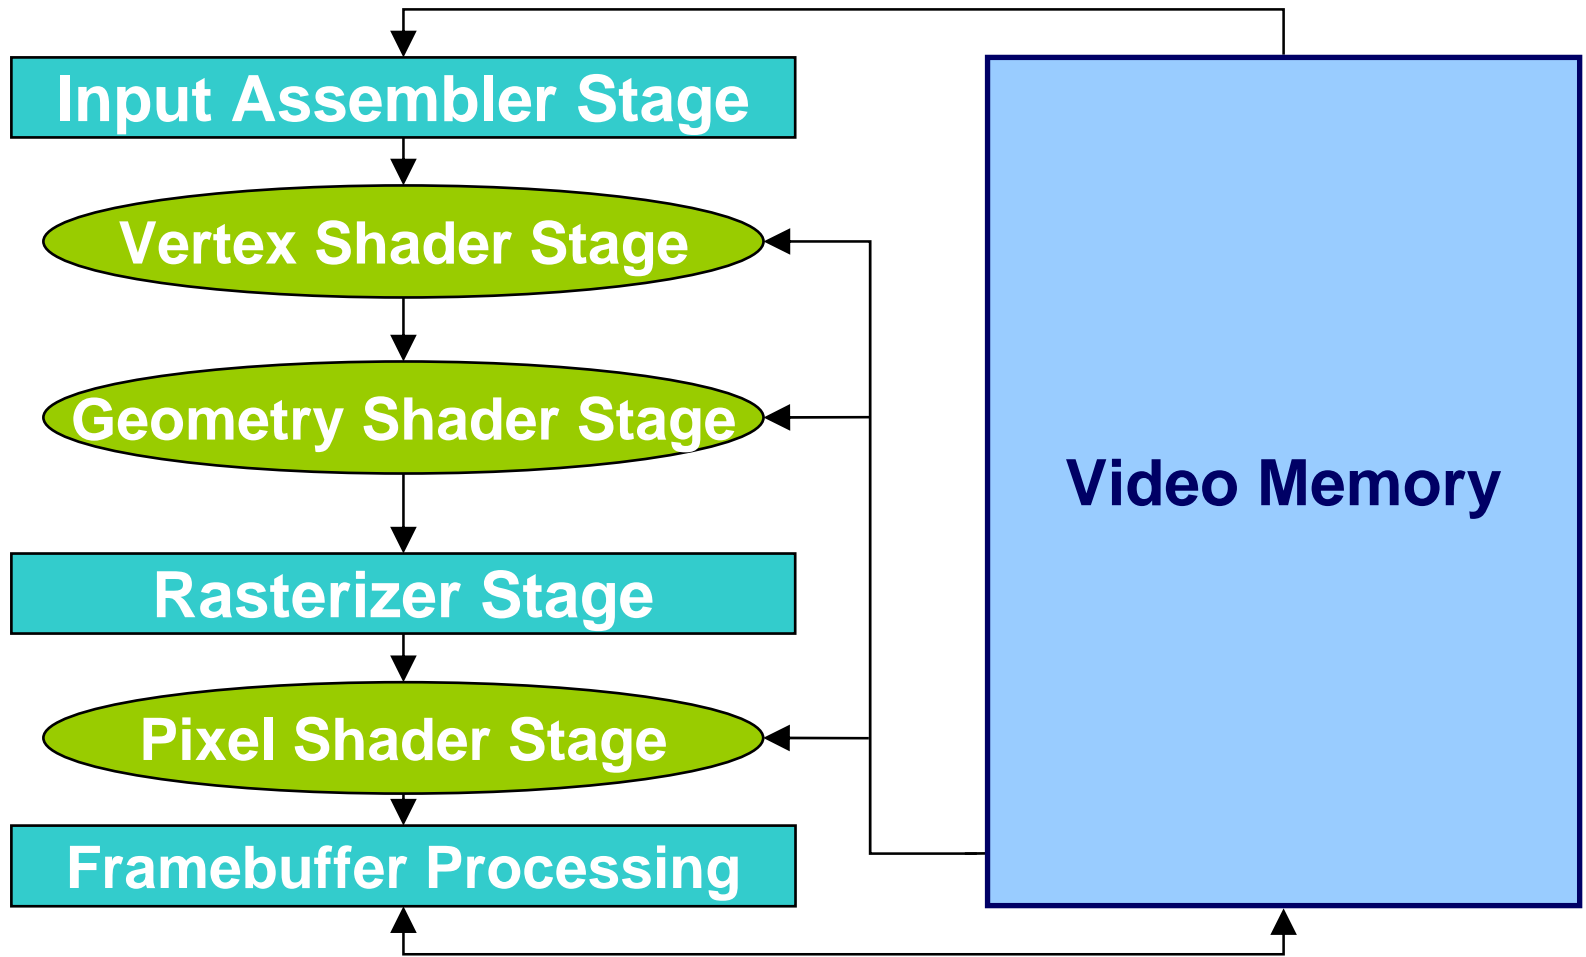 Input Assembler Stage
Vertex Shader Stage
Geometry Shader Stage
Video Memory
Rasterizer Stage
Pixel Shader Stage
Framebuffer Processing